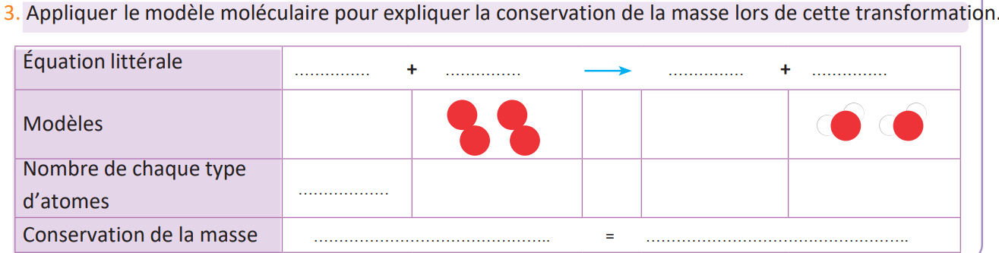 3. Appliquer le modèle moléculaire pour expliquer la conservation de la masse lors de cette transformation.
Équation littérale
............... + ............... ............... + ...............
Modèles
Nombre de chaque type
d'atomes
..................
Conservation de la masse
............................................... = ....................................................